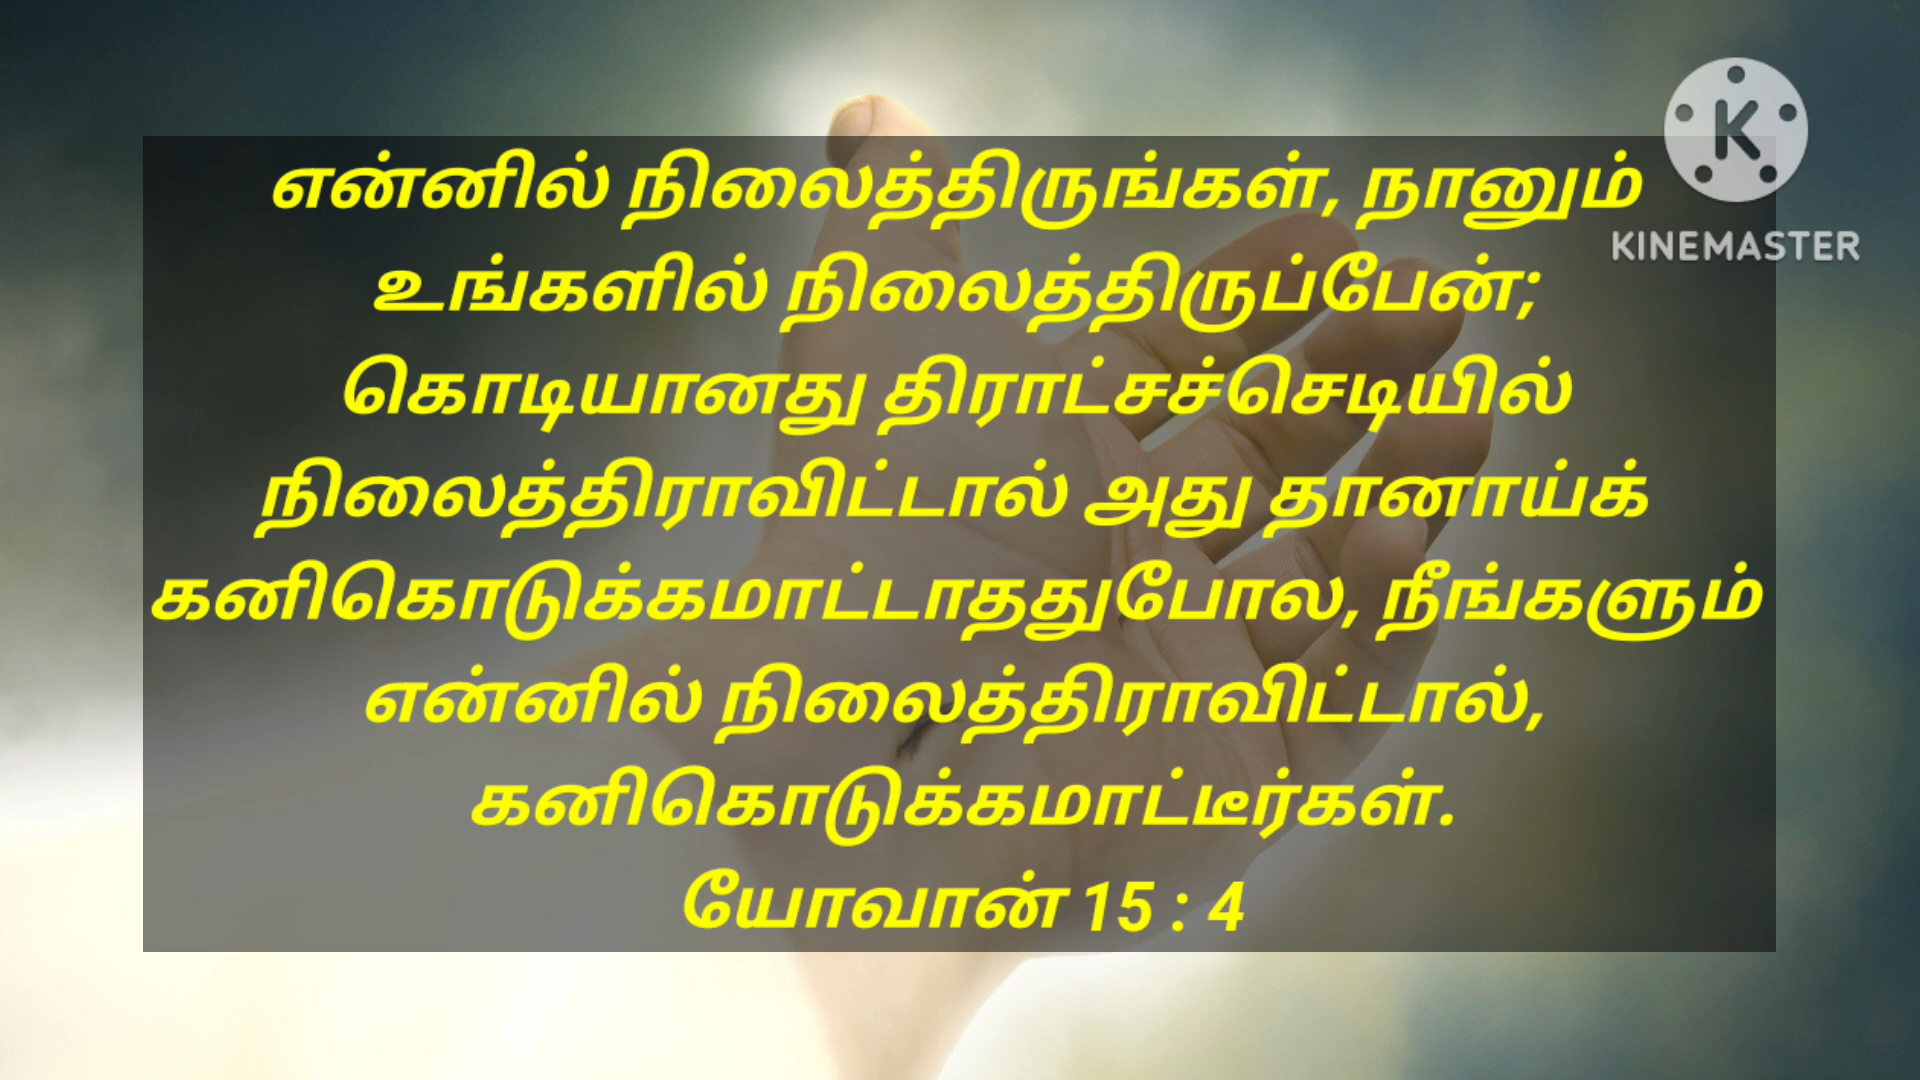 என்னில் நிலைத்திருங்கள், நானும்
உங்களில் நிலைத்திருப்பேன்;
கொடியானது திராட்சச்செடியில்
நிலைத்திராவிட்டால் அது தானாய்க்
கனிகொடுக்கமாட்டாததுபோல, நீங்களும்
என்னில் நிலைத்திராவிட்டால்,
கனிகொடுக்கமாட்டீர்கள்.
யோவான் 15 : 4
K
KINEMASTER